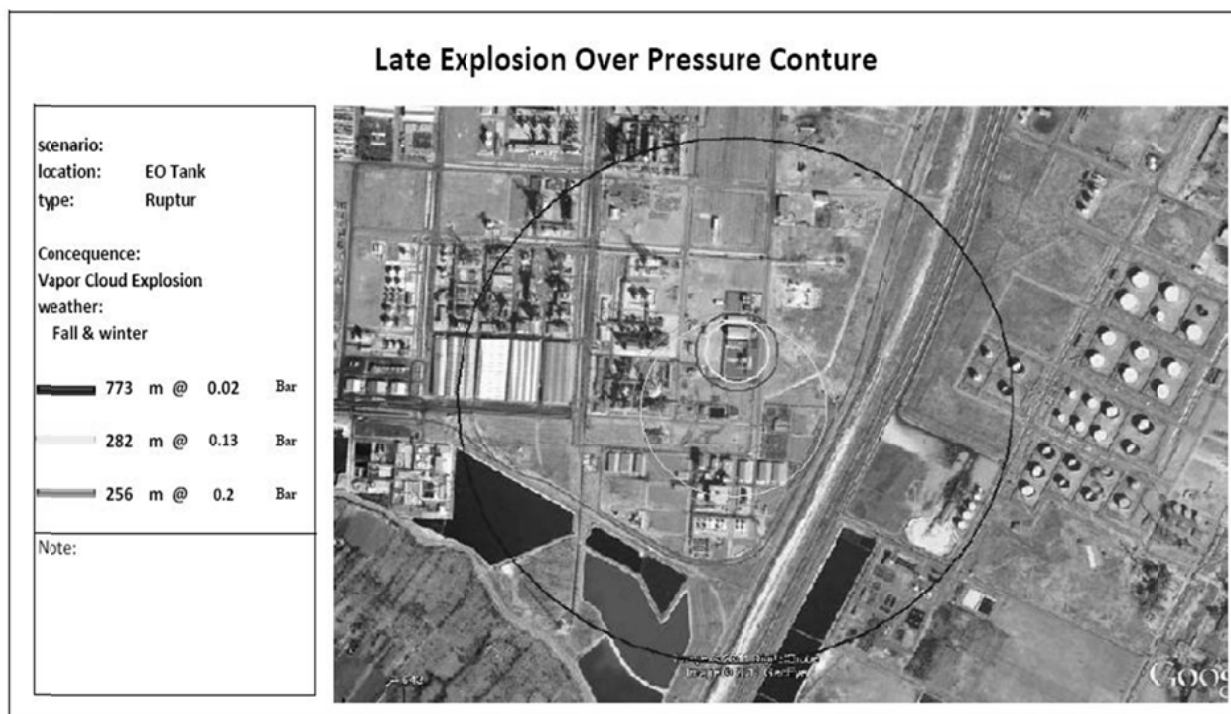 Late Explosion Over Pressure Conture
scenario:
location: EO Tank
type: Ruptur
Concequence:
Vapor Cloud Explosion
weather:
Fall & winter
773 m @ 0.02 Bar
282 m @ 0.13 Bar
256 m @ 0.2 Bar
Note:
Goog